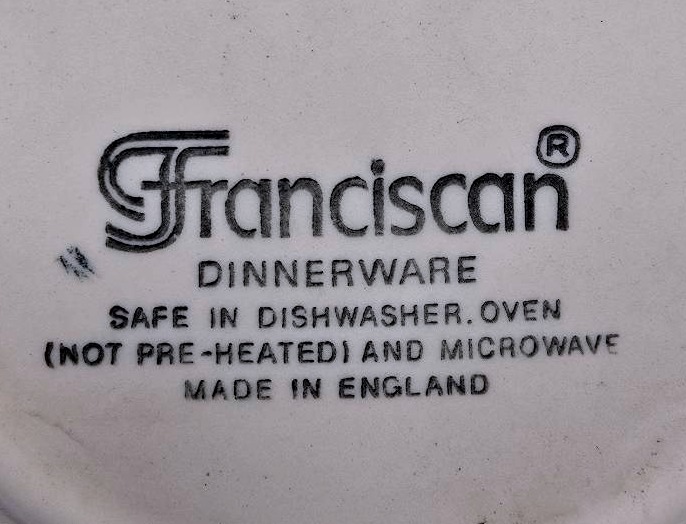 Franciscan®
DINNERWARE
SAFE IN DISHWASHER. OVEN
(NOT PRE-HEATED) AND MICROWAVE
MADE IN ENGLAND